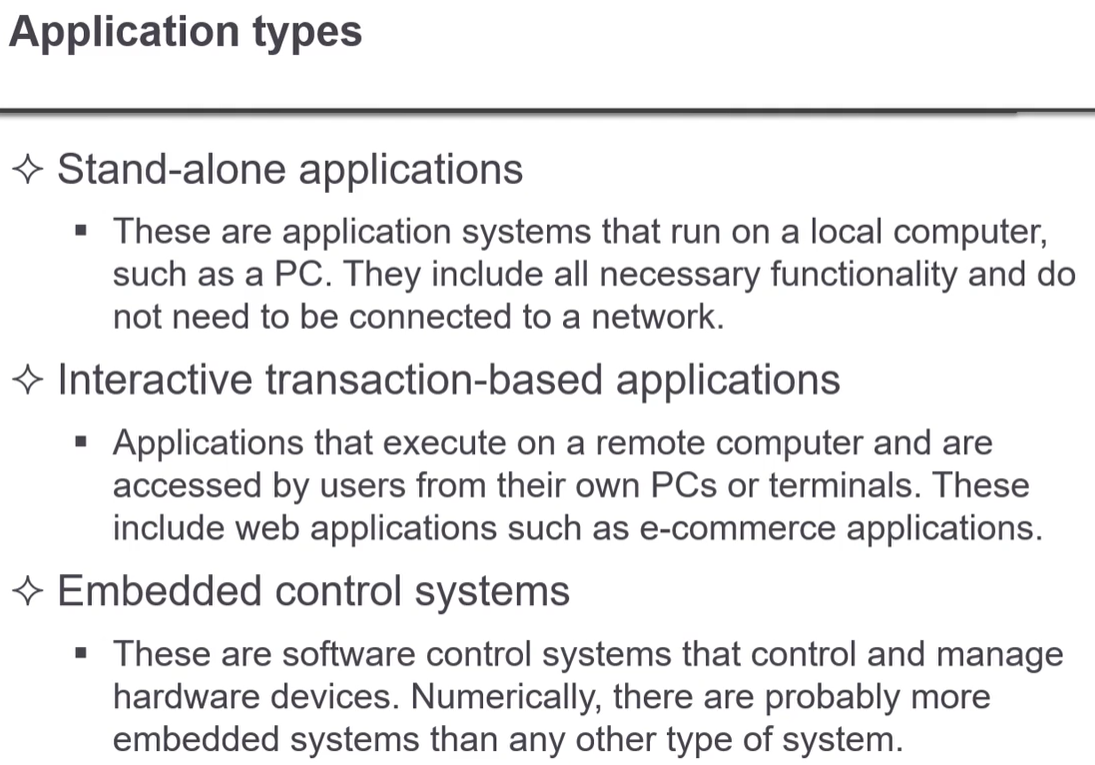 Application types
✧ Stand-alone applications
▪ These are application systems that run on a local computer,
such as a PC. They include all necessary functionality and do
not need to be connected to a network.
✧ Interactive transaction-based applications
▪ Applications that execute on a remote computer and are
accessed by users from their own PCs or terminals. These
include web applications such as e-commerce applications.
✧ Embedded control systems
▪ These are software control systems that control and manage
hardware devices. Numerically, there are probably more
embedded systems than any other type of system.